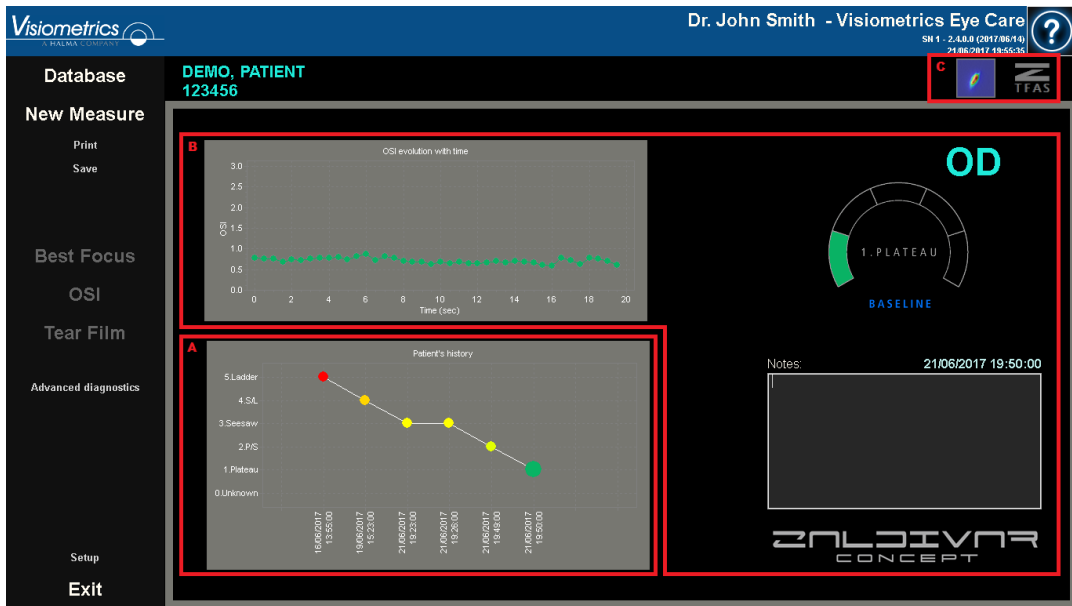 Visiometrics
A HALMA COMPANY
Dr. John Smith - Visiometrics Eye Care
SN 1 - 2.4.0.0 (2017/06/14)
21/06/2017 19:55:35
?
Database
New Measure
Print
Save
Best Focus
OSI
Tear Film
Advanced diagnostics
Setup
Exit
DEMO, PATIENT
123456
C
TFAS
B
OSI evolution with time
OSI
3.0
2.5
2.0
1.5
1.0
0.5
0.0
0 2 4 6 8 10 12 14 16 18 20
Time (sec)
OD
1.PLATEAU
BASELINE
A
Patient's history
5.Ladder
4.S/L
3.Seesaw
2.P/S
1.Plateau
0.Unknown
16/06/2017 13:55:00
19/06/2017 15:23:00
21/06/2017 19:23:00
21/06/2017 19:26:00
21/06/2017 19:49:00
21/06/2017 19:50:00
Notes: 21/06/2017 19:50:00
ZALDIVAR
CONCEPT